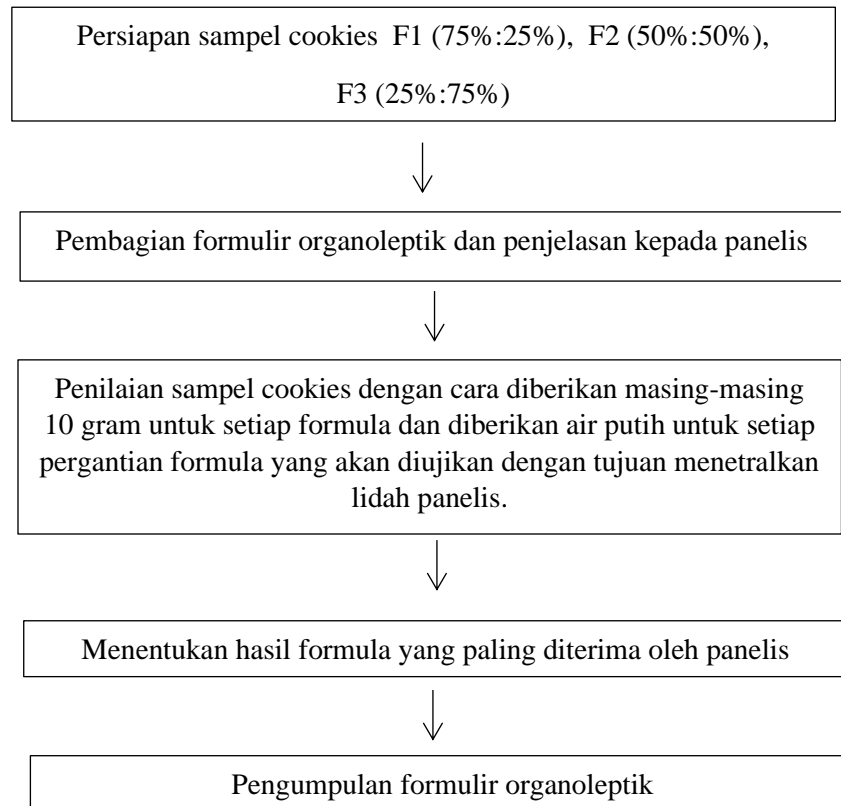 Persiapan sampel cookies F1 (75%:25%), F2 (50%:50%),
F3 (25%:75%)
Pembagian formulir organoleptik dan penjelasan kepada panelis
Penilaian sampel cookies dengan cara diberikan masing-masing
10 gram untuk setiap formula dan diberikan air putih untuk setiap
pergantian formula yang akan diujikan dengan tujuan menetralkan
lidah panelis.
Menentukan hasil formula yang paling diterima oleh panelis
Pengumpulan formulir organoleptik